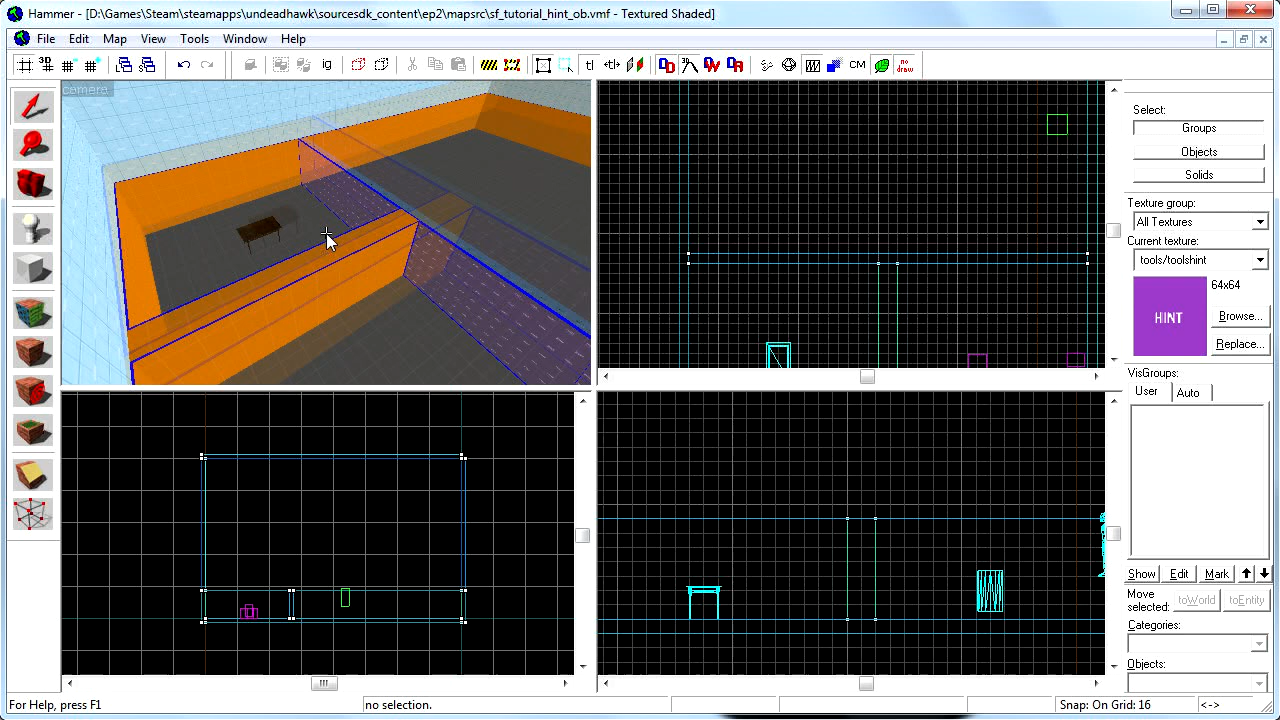 Hammer - [D:\Games\Steam\steamapps\undeadhawk\sourcesdk_content\ep2\mapsrc\sf_tutorial_hint_ob.vmf - Textured Shaded]
File Edit Map View Tools Window Help
3D
CM
no draw
camera
Select:
Groups
Objects
Solids
Texture group:
All Textures
Current texture:
tools/toolshint
64x64
HINT
Browse...
Replace...
VisGroups:
User Auto
Show Edit Mark
Move selected:
toWorld toEntity
Categories:
Objects:
For Help, press F1
no selection.
Snap: On Grid: 16
<->